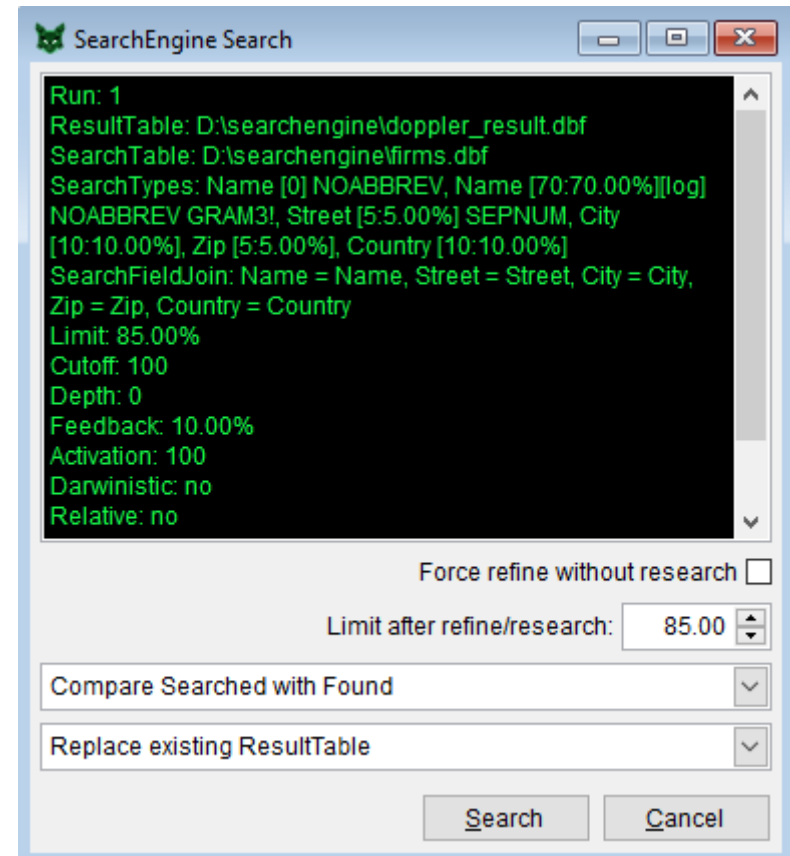 SearchEngine Search
Run: 1
ResultTable: D:\searchengine\doppler_result.dbf
SearchTable: D:\searchengine\firms.dbf
SearchTypes: Name [0] NOABBREV, Name [70:70.00%][log]
NOABBREV GRAM3!, Street [5:5.00%] SEPNUM, City
[10:10.00%], Zip [5:5.00%], Country [10:10.00%]
SearchFieldJoin: Name = Name, Street = Street, City = City,
Zip = Zip, Country = Country
Limit: 85.00%
Cutoff: 100
Depth: 0
Feedback: 10.00%
Activation: 100
Darwinistic: no
Relative: no
Force refine without research
Limit after refine/research: 85.00
Compare Searched with Found
Replace existing ResultTable
Search Cancel